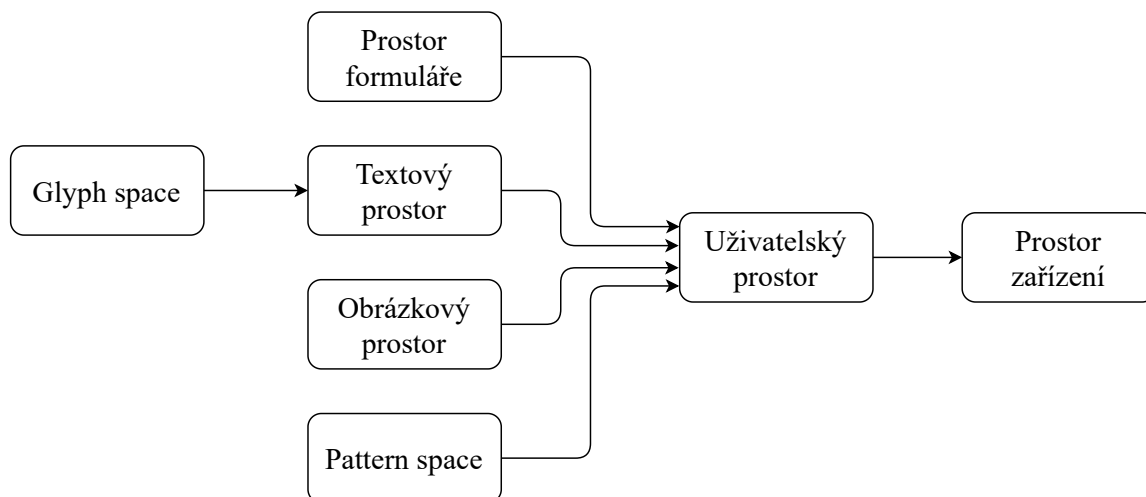 Prostor
formuláře
Glyph space
Textový
prostor
Uživatelský
prostor
Prostor
zařízení
Obrázkový
prostor
Pattern space